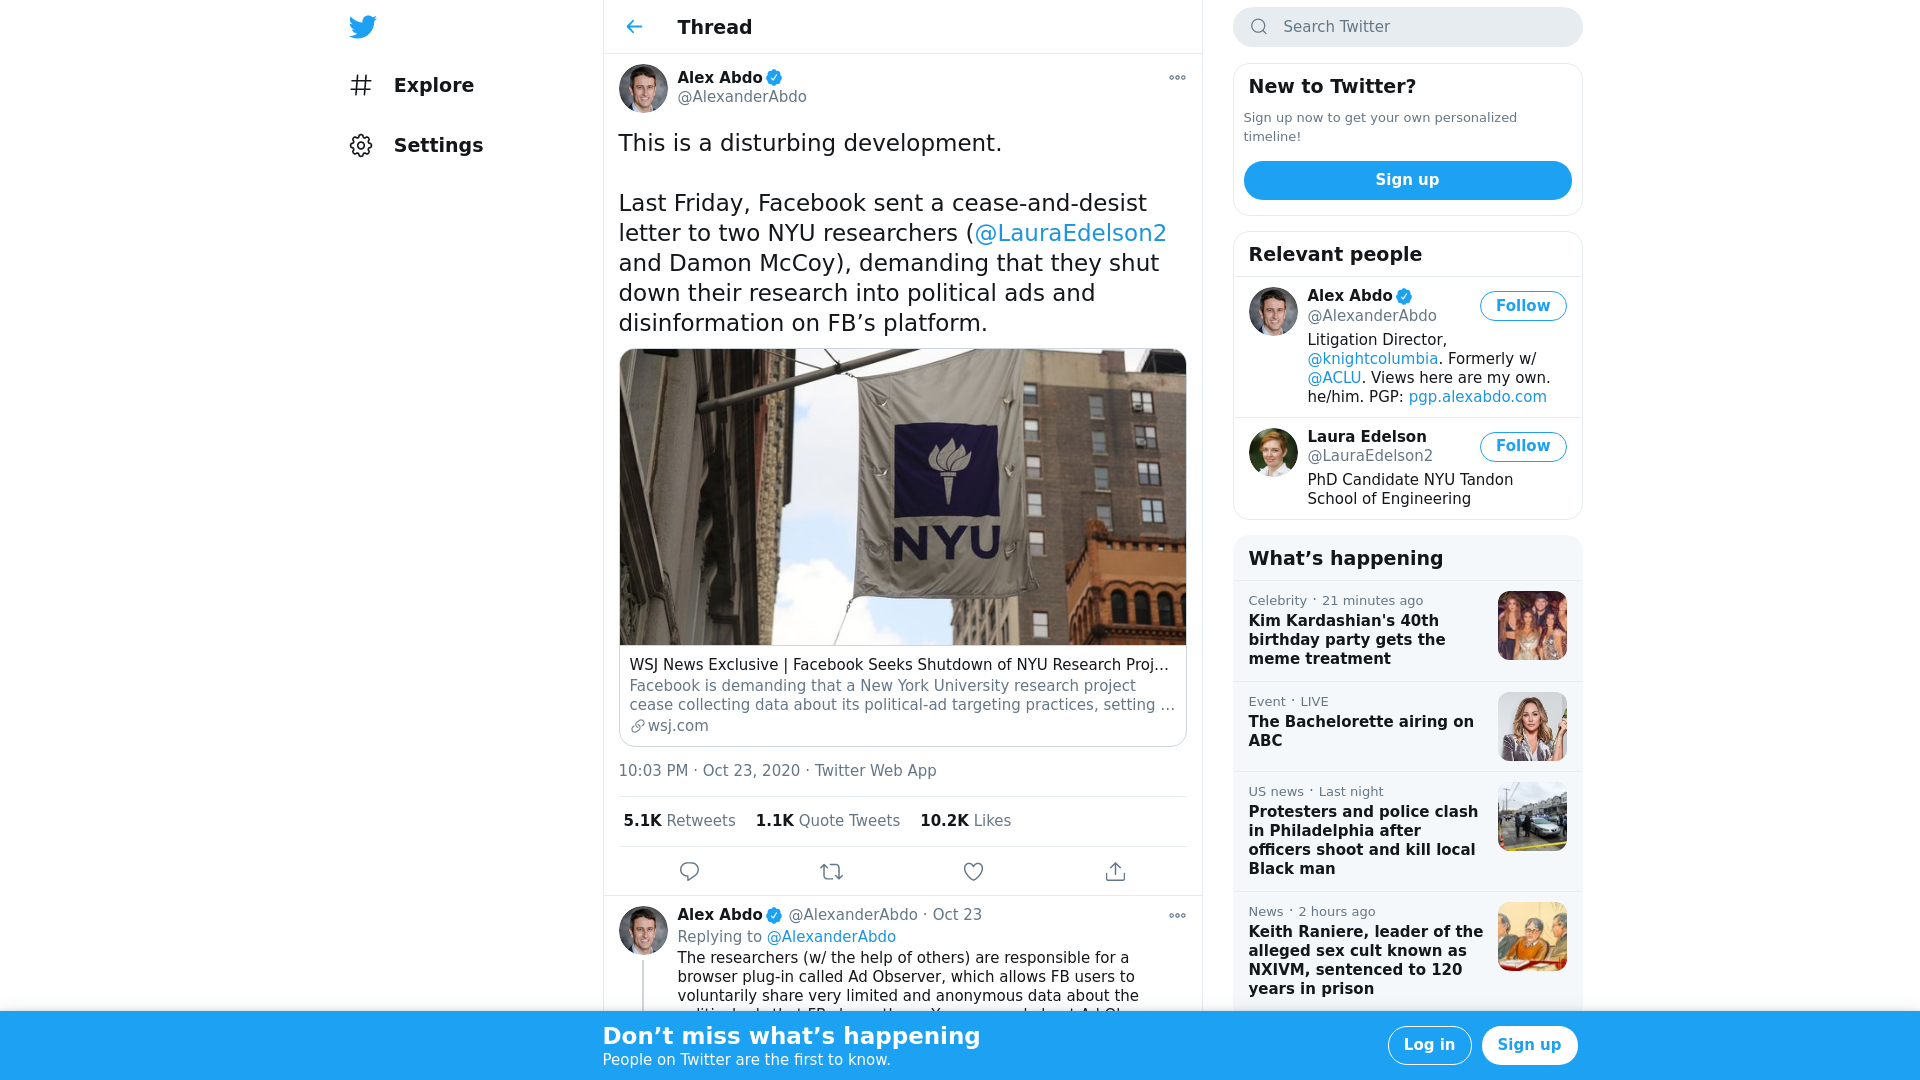 Explore
Settings
Thread
Alex Abdo
@AlexanderAbdo
This is a disturbing development.
Last Friday, Facebook sent a cease-and-desist
letter to two NYU researchers (@LauraEdelson2
and Damon McCoy), demanding that they shut
down their research into political ads and
disinformation on FB’s platform.
NYU
WSJ News Exclusive | Facebook Seeks Shutdown of NYU Research Proj…
Facebook is demanding that a New York University research project
cease collecting data about its political-ad targeting practices, setting …
wsj.com
10:03 PM · Oct 23, 2020 · Twitter Web App
5.1K Retweets 1.1K Quote Tweets 10.2K Likes
Alex Abdo @AlexanderAbdo · Oct 23
Replying to @AlexanderAbdo
The researchers (w/ the help of others) are responsible for a
browser plug-in called Ad Observer, which allows FB users to
voluntarily share very limited and anonymous data about the
Search Twitter
New to Twitter?
Sign up now to get your own personalized
timeline!
Sign up
Relevant people
Alex Abdo
@AlexanderAbdo
Follow
Litigation Director,
@knightcolumbia. Formerly w/
@ACLU. Views here are my own.
he/him. PGP: pgp.alexabdo.com
Laura Edelson
@LauraEdelson2
Follow
PhD Candidate NYU Tandon
School of Engineering
What’s happening
Celebrity · 21 minutes ago
Kim Kardashian's 40th
birthday party gets the
meme treatment
Event · LIVE
The Bachelorette airing on
ABC
US news · Last night
Protesters and police clash
in Philadelphia after
officers shoot and kill local
Black man
News · 2 hours ago
Keith Raniere, leader of the
alleged sex cult known as
NXIVM, sentenced to 120
years in prison
Don’t miss what’s happening
People on Twitter are the first to know.
Log in
Sign up